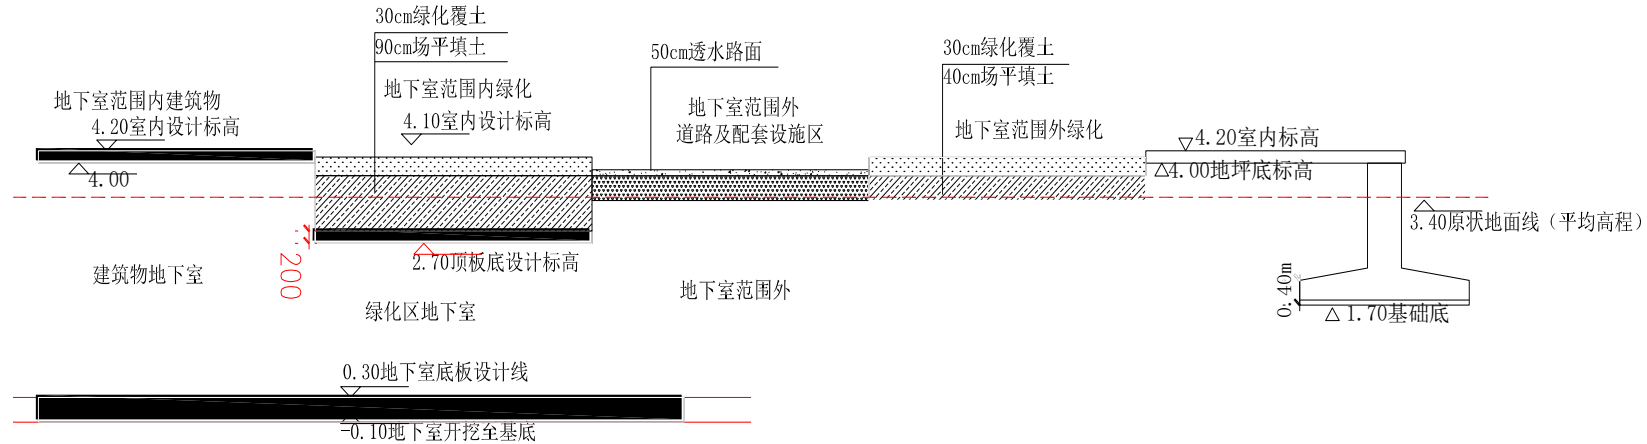 30cm绿化覆土
90cm场平填土
地下室范围内绿化
4.10室内设计标高
地下室范围内建筑物
4.20室内设计标高
4.00
50cm透水路面
地下室范围外
道路及配套设施区
30cm绿化覆土
40cm场平填土
地下室范围外绿化
4.20室内标高
4.00地坪底标高
3.40原状地面线（平均高程）
200
2.70顶板底设计标高
建筑物地下室
绿化区地下室
地下室范围外
0.40m
1.70基础底
0.30地下室底板设计线
-0.10地下室开挖至基底